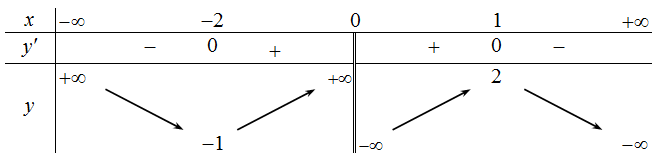 x −∞ −2 0 1 +∞
y′ − 0 + + 0 −
+∞ +∞ 2
y
−1 −∞ −∞